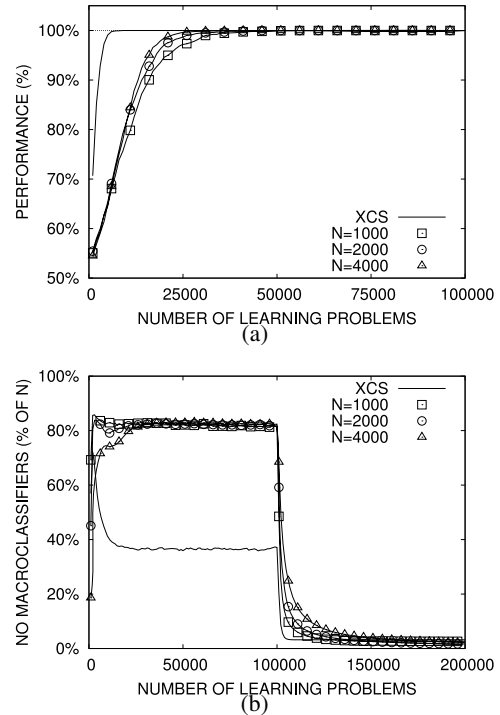 100%
90%
80%
70%
60%
50%
PERFORMANCE (%)
XCS
N=1000
N=2000
N=4000
0 25000 50000 75000 100000
NUMBER OF LEARNING PROBLEMS
(a)
100%
80%
60%
40%
20%
0%
NO MACROCLASSIFIERS (% OF N)
XCS
N=1000
N=2000
N=4000
0 50000 100000 150000 200000
NUMBER OF LEARNING PROBLEMS
(b)